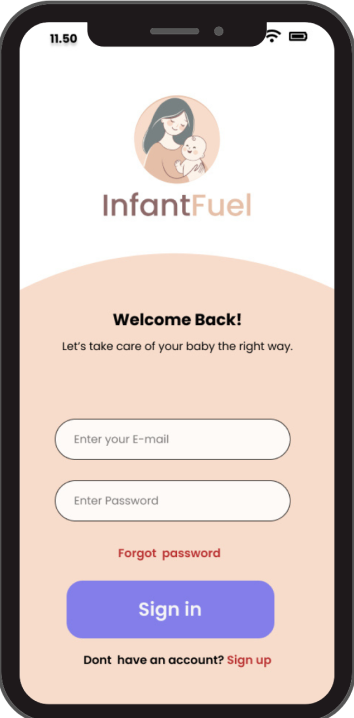 11.50
InfantFuel
Welcome Back!
Let's take care of your baby the right way.
Enter your E-mail
Enter Password
Forgot password
Sign in
Dont have an account? Sign up